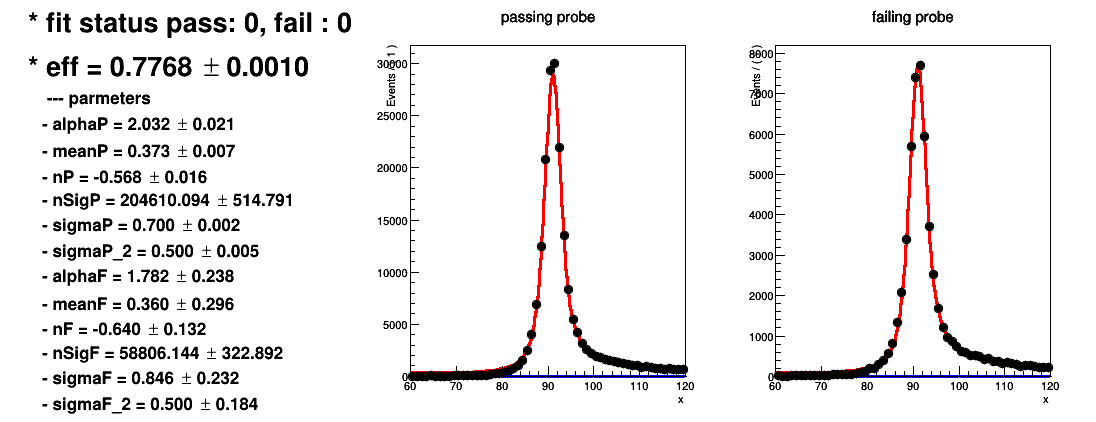 * fit status pass: 0, fail : 0
* eff = 0.7768 ± 0.0010
--- parmeters
- alphaP = 2.032 ± 0.021
- meanP = 0.373 ± 0.007
- nP = -0.568 ± 0.016
- nSigP = 204610.094 ± 514.791
- sigmaP = 0.700 ± 0.002
- sigmaP_2 = 0.500 ± 0.005
- alphaF = 1.782 ± 0.238
- meanF = 0.360 ± 0.296
- nF = -0.640 ± 0.132
- nSigF = 58806.144 ± 322.892
- sigmaF = 0.846 ± 0.232
- sigmaF_2 = 0.500 ± 0.184
passing probe
Events / ( 1 )
30000
25000
20000
15000
10000
5000
0
60 70 80 90 100 110 120
x
failing probe
Events / (
8000
7000
6000
5000
4000
3000
2000
1000
0
60 70 80 90 100 110 120
x